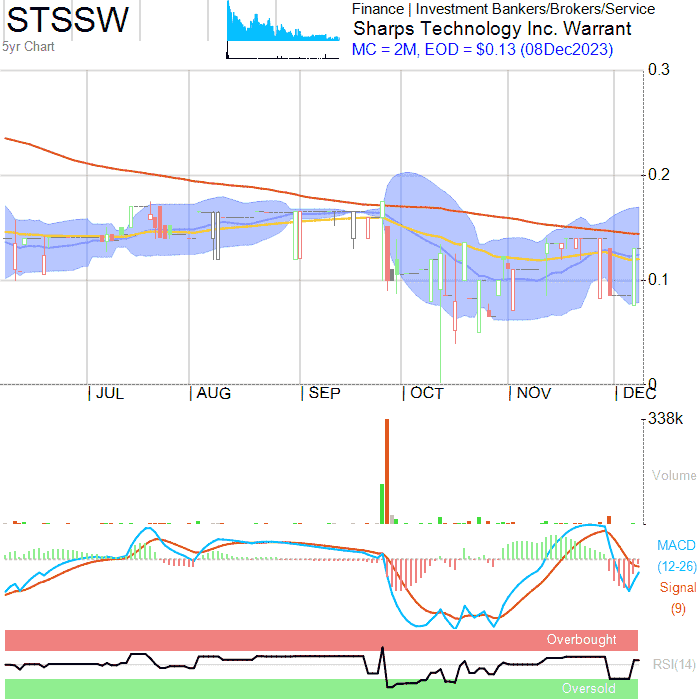 STSSW
5yr Chart
Finance | Investment Bankers/Brokers/Service
Sharps Technology Inc. Warrant
MC = 2M, EOD = $0.13 (08Dec2023)
0.3
0.2
0.1
0
JUL AUG SEP OCT NOV DEC
338k
Volume
MACD
(12-26)
Signal
(9)
Overbought
RSI(14)
Oversold